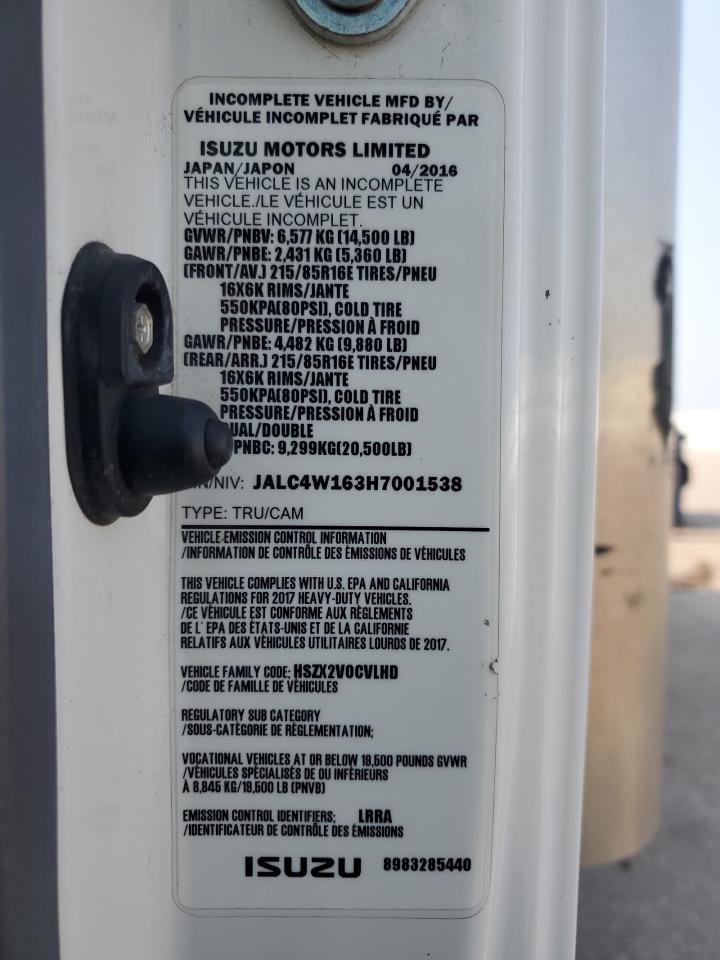 INCOMPLETE VEHICLE MFD BY/
VÉHICULE INCOMPLET FABRIQUÉ PAR
ISUZU MOTORS LIMITED
JAPAN/JAPON 04/2016
THIS VEHICLE IS AN INCOMPLETE
VEHICLE./LE VÉHICULE EST UN
VÉHICULE INCOMPLET.
GVWR/PNBV: 6,577 KG (14,500 LB)
GAWR/PNBE: 2,431 KG (5,360 LB)
(FRONT/AV.) 215/85R16E TIRES/PNEU
16X6K RIMS/JANTE
550KPA(80PSI), COLD TIRE
PRESSURE/PRESSION À FROID
GAWR/PNBE: 4,482 KG (9,880 LB)
(REAR/ARR.) 215/85R16E TIRES/PNEU
16X6K RIMS/JANTE
550KPA(80PSI), COLD TIRE
PRESSURE/PRESSION À FROID
UAL/DOUBLE
PNBC: 9,299KG(20,500LB)
/NIV: JALC4W163H7001538
TYPE: TRU/CAM
VEHICLE EMISSION CONTROL INFORMATION
/INFORMATION DE CONTRÔLE DES ÉMISSIONS DE VÉHICULES
THIS VEHICLE COMPLIES WITH U.S. EPA AND CALIFORNIA
REGULATIONS FOR 2017 HEAVY-DUTY VEHICLES.
/CE VÉHICULE EST CONFORME AUX RÈGLEMENTS
DE L' EPA DES ÉTATS-UNIS ET DE LA CALIFORNIE
RELATIFS AUX VÉHICULES UTILITAIRES LOURDS DE 2017.
VEHICLE FAMILY CODE: HSZX2VOCVLHD
/CODE DE FAMILLE DE VÉHICULES
REGULATORY SUB CATEGORY
/SOUS-CATÉGORIE DE RÉGLEMENTATION;
VOCATIONAL VEHICLES AT OR BELOW 19,500 POUNDS GVWR
/VÉHICULES SPÉCIALISÉS DE OU INFÉRIEURS
À 8,845 KG/19,500 LB (PNVB)
EMISSION CONTROL IDENTIFIERS; LRRA
/IDENTIFICATEUR DE CONTRÔLE DES ÉMISSIONS
ISUZU 8983285440